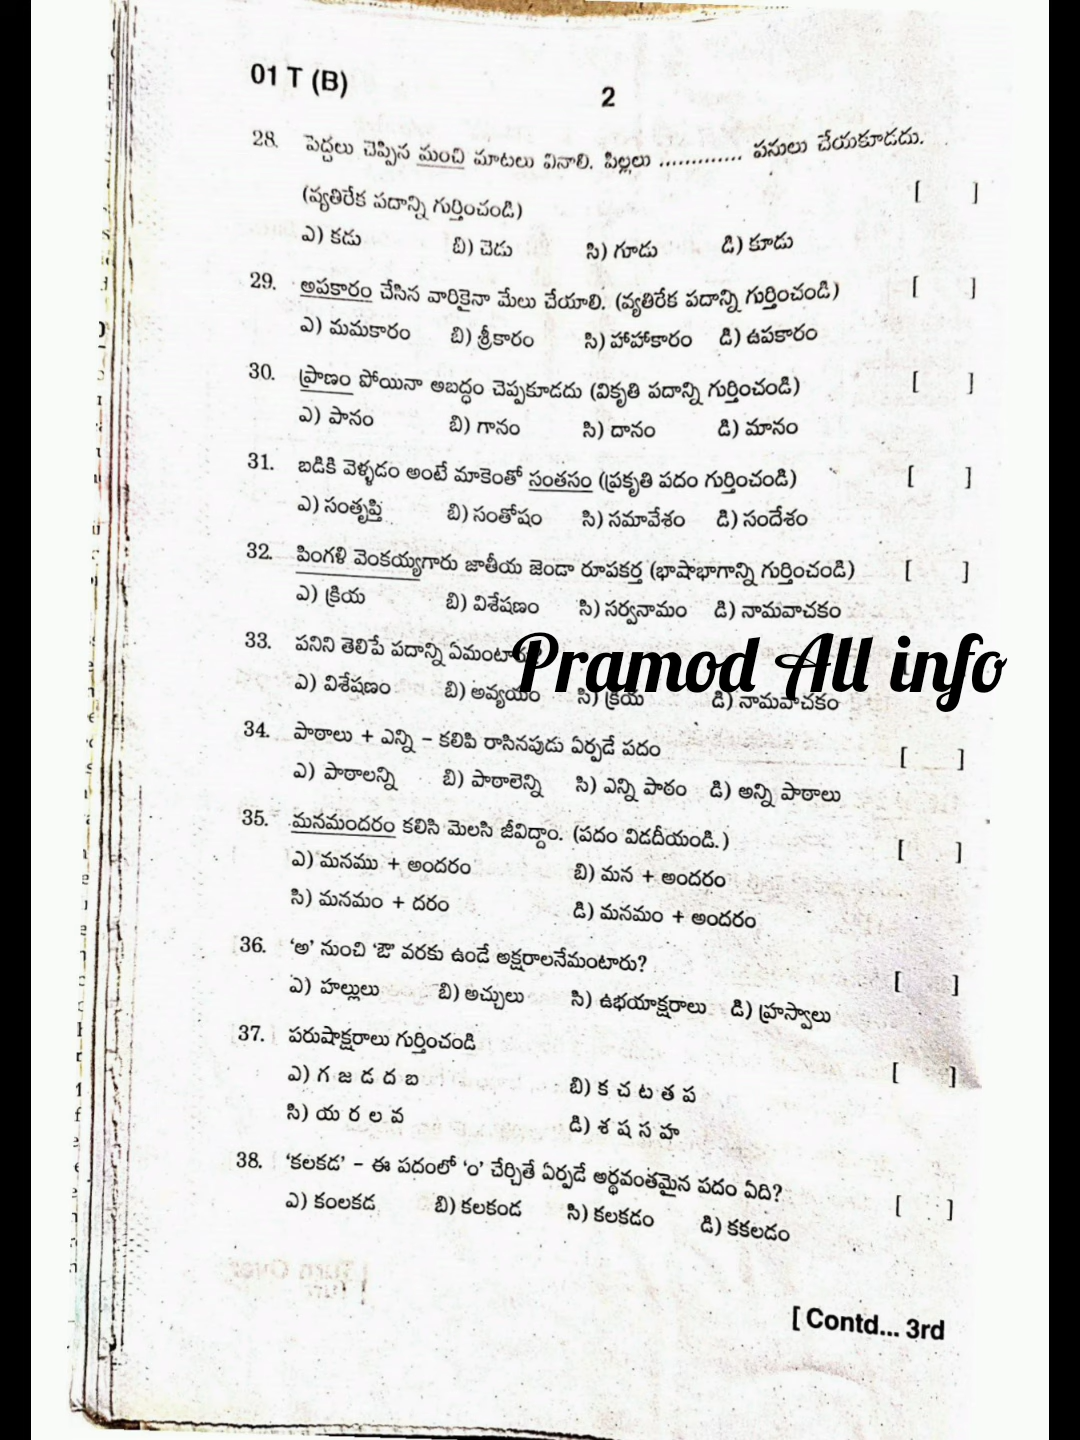 01 T (B)
2
28. పెద్దలు చెప్పిన మంచి మాటలు వినాలి. పిల్లలు ............. పనులు చేయకూడదు.
(వ్యతిరేక పదాన్ని గుర్తించండి) [ ]
ఎ) కడు బి) చెడు సి) గూడు డి) కూడు
29. అపకారం చేసిన వారికైనా మేలు చేయాలి. (వ్యతిరేక పదాన్ని గుర్తించండి) [ ]
ఎ) మమకారం బి) శ్రీకారం సి) హాహాకారం డి) ఉపకారం
30. ప్రాణం పోయినా అబద్ధం చెప్పకూడదు (వికృతి పదాన్ని గుర్తించండి) [ ]
ఎ) పానం బి) గానం సి) దానం డి) మానం
31. బడికి వెళ్ళడం అంటే మాకెంతో సంతసం (ప్రకృతి పదం గుర్తించండి) [ ]
ఎ) సంతృప్తి బి) సంతోషం సి) సమావేశం డి) సందేశం
32. పింగళి వెంకయ్యగారు జాతీయ జెండా రూపకర్త (భాషాభాగాన్ని గుర్తించండి) [ ]
ఎ) క్రియ బి) విశేషణం సి) సర్వనామం డి) నామవాచకం
33. పనిని తెలిపే పదాన్ని
Pramod All info
ఎ) విశేషణం బి) అవ్యయం సి) క్రియ డి) నామవాచకం
34. పాఠాలు + ఎన్ని – కలిపి రాసినపుడు ఏర్పడే పదం [ ]
ఎ) పాఠాలన్ని బి) పాఠాలెన్ని సి) ఎన్ని పాఠం డి) అన్ని పాఠాలు
35. మనమందరం కలిసి మెలసి జీవిద్దాం. (పదం విడదీయండి.) [ ]
ఎ) మనము + అందరం బి) మన + అందరం
సి) మనమం + దరం డి) మనమం + అందరం
36. ‘అ’ నుంచి ‘ఔ’ వరకు ఉండే అక్షరాలనేమంటారు? [ ]
ఎ) హల్లులు బి) అచ్చులు సి) ఉభయాక్షరాలు డి) హ్రస్వాలు
37. పరుషాక్షరాలు గుర్తించండి [ ]
ఎ) గ జ డ ద బ బి) క చ ట త ప
సి) య ర ల వ డి) శ ష స హ
38. ‘కలకడ’ – ఈ పదంలో ‘ం’ చేర్చితే ఏర్పడే అర్థవంతమైన పదం ఏది? [ ]
ఎ) కంలకడ బి) కలకండ సి) కలకడం డి) కకలడం
[ Contd... 3rd